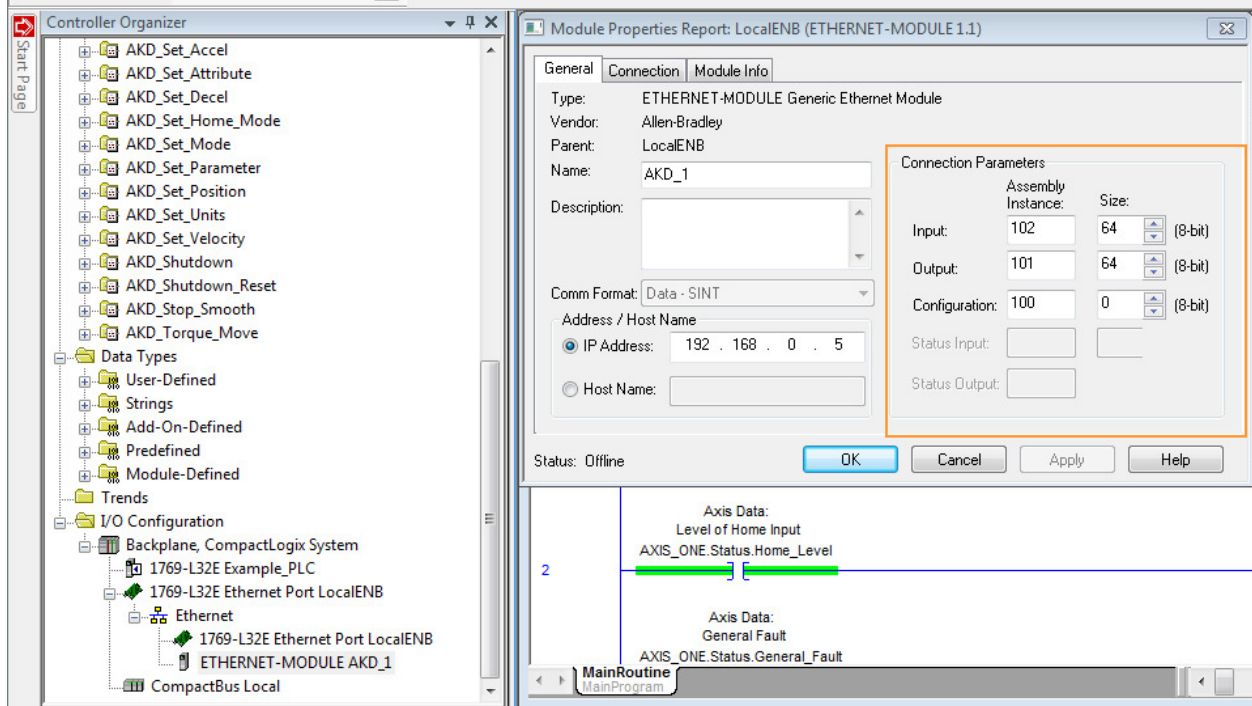 Start Page
Controller Organizer
AKD_Set_Accel
AKD_Set_Attribute
AKD_Set_Decel
AKD_Set_Home_Mode
AKD_Set_Mode
AKD_Set_Parameter
AKD_Set_Position
AKD_Set_Units
AKD_Set_Velocity
AKD_Shutdown
AKD_Shutdown_Reset
AKD_Stop_Smooth
AKD_Torque_Move
Data Types
User-Defined
Strings
Add-On-Defined
Predefined
Module-Defined
Trends
I/O Configuration
Backplane, CompactLogix System
1769-L32E Example_PLC
1769-L32E Ethernet Port LocalENB
Ethernet
1769-L32E Ethernet Port LocalENB
ETHERNET-MODULE AKD_1
CompactBus Local
Module Properties Report: LocalENB (ETHERNET-MODULE 1.1)
General Connection Module Info
Type: ETHERNET-MODULE Generic Ethernet Module
Vendor: Allen-Bradley
Parent: LocalENB
Name: AKD_1
Description:
Comm Format: Data - SINT
Address / Host Name
IP Address: 192 . 168 . 0 . 5
Host Name:
Connection Parameters
Assembly
Instance: Size:
Input: 102 64 (8-bit)
Output: 101 64 (8-bit)
Configuration: 100 0 (8-bit)
Status Input:
Status Output:
Status: Offline OK Cancel Apply Help
Axis Data:
Level of Home Input
AXIS_ONE.Status.Home_Level
2
Axis Data:
General Fault
AXIS_ONE.Status.General_Fault
MainRoutine
MainProgram